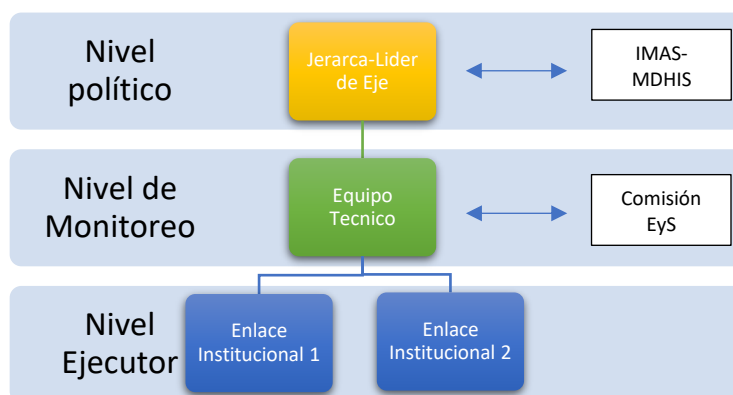 Nivel
político
Jerarca-Lider
de Eje
IMAS-
MDHIS
Nivel de
Monitoreo
Equipo
Tecnico
Comisión
EyS
Nivel
Ejecutor
Enlace
Institucional 1
Enlace
Institucional 2